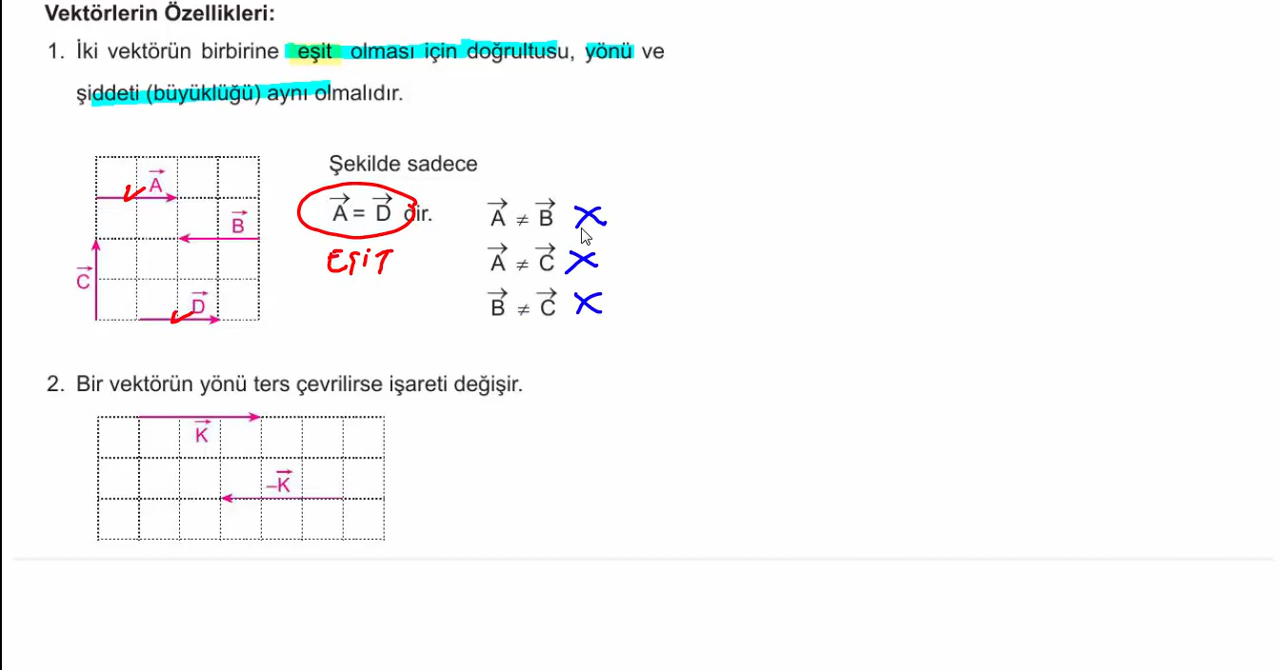 Vektörlerin Özellikleri:
1. İki vektörün birbirine eşit olması için doğrultusu, yönü ve
şiddeti (büyüklüğü) aynı olmalıdır.
A
B
C
D
Şekilde sadece
A = D dir.
EŞİT
A ≠ B X
A ≠ C X
B ≠ C X
2. Bir vektörün yönü ters çevrilirse işareti değişir.
K
–K